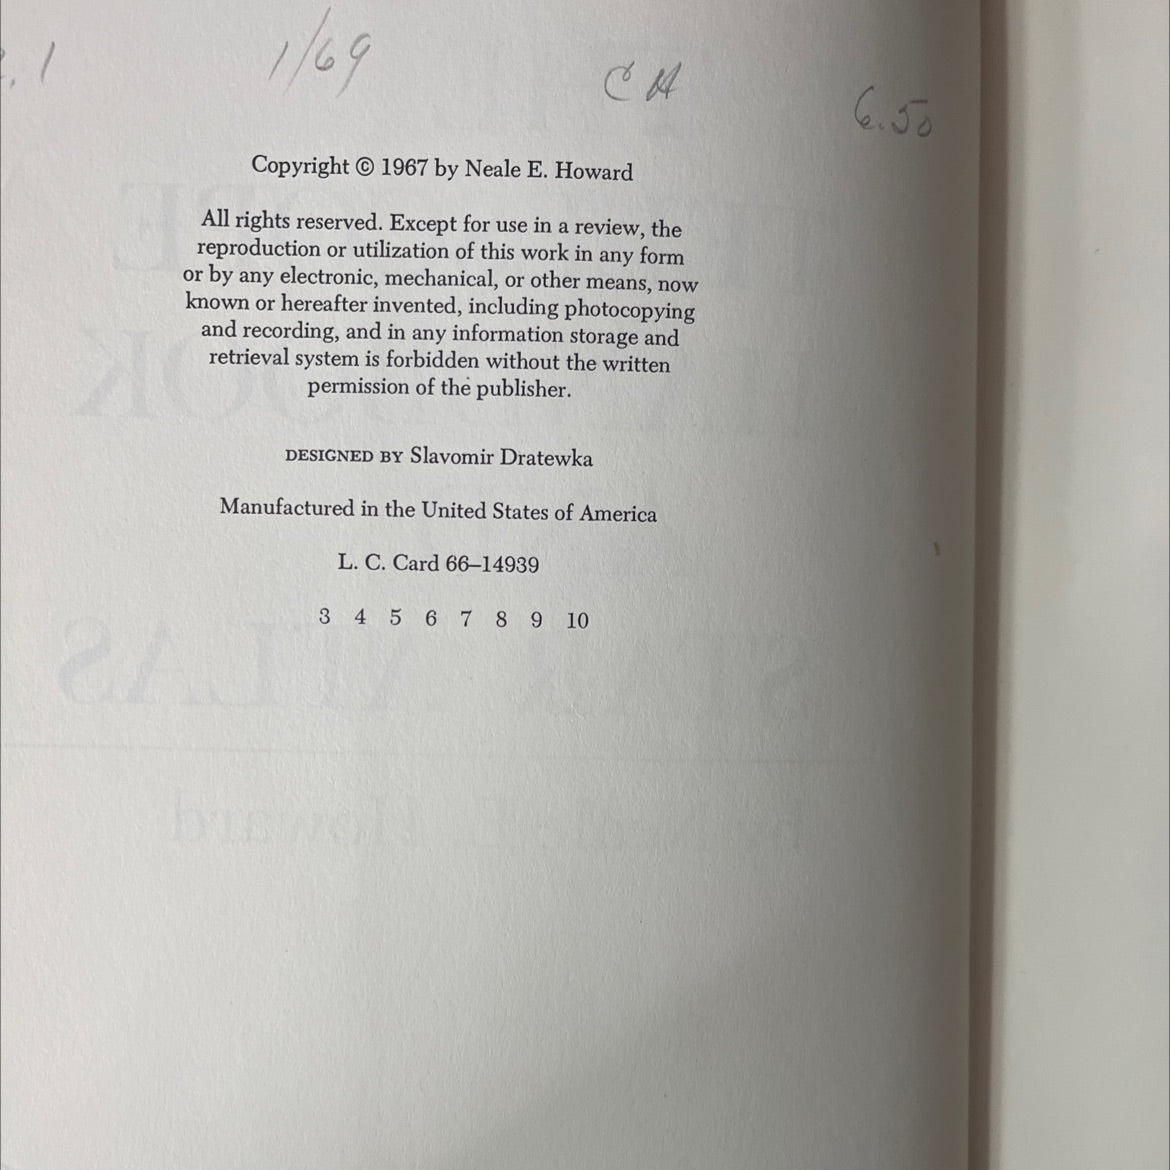 . 1 1/69 CH 6.50
Copyright © 1967 by Neale E. Howard
All rights reserved. Except for use in a review, the
reproduction or utilization of this work in any form
or by any electronic, mechanical, or other means, now
known or hereafter invented, including photocopying
and recording, and in any information storage and
retrieval system is forbidden without the written
permission of the publisher.
DESIGNED BY Slavomir Dratewka
Manufactured in the United States of America
L. C. Card 66–14939
3 4 5 6 7 8 9 10